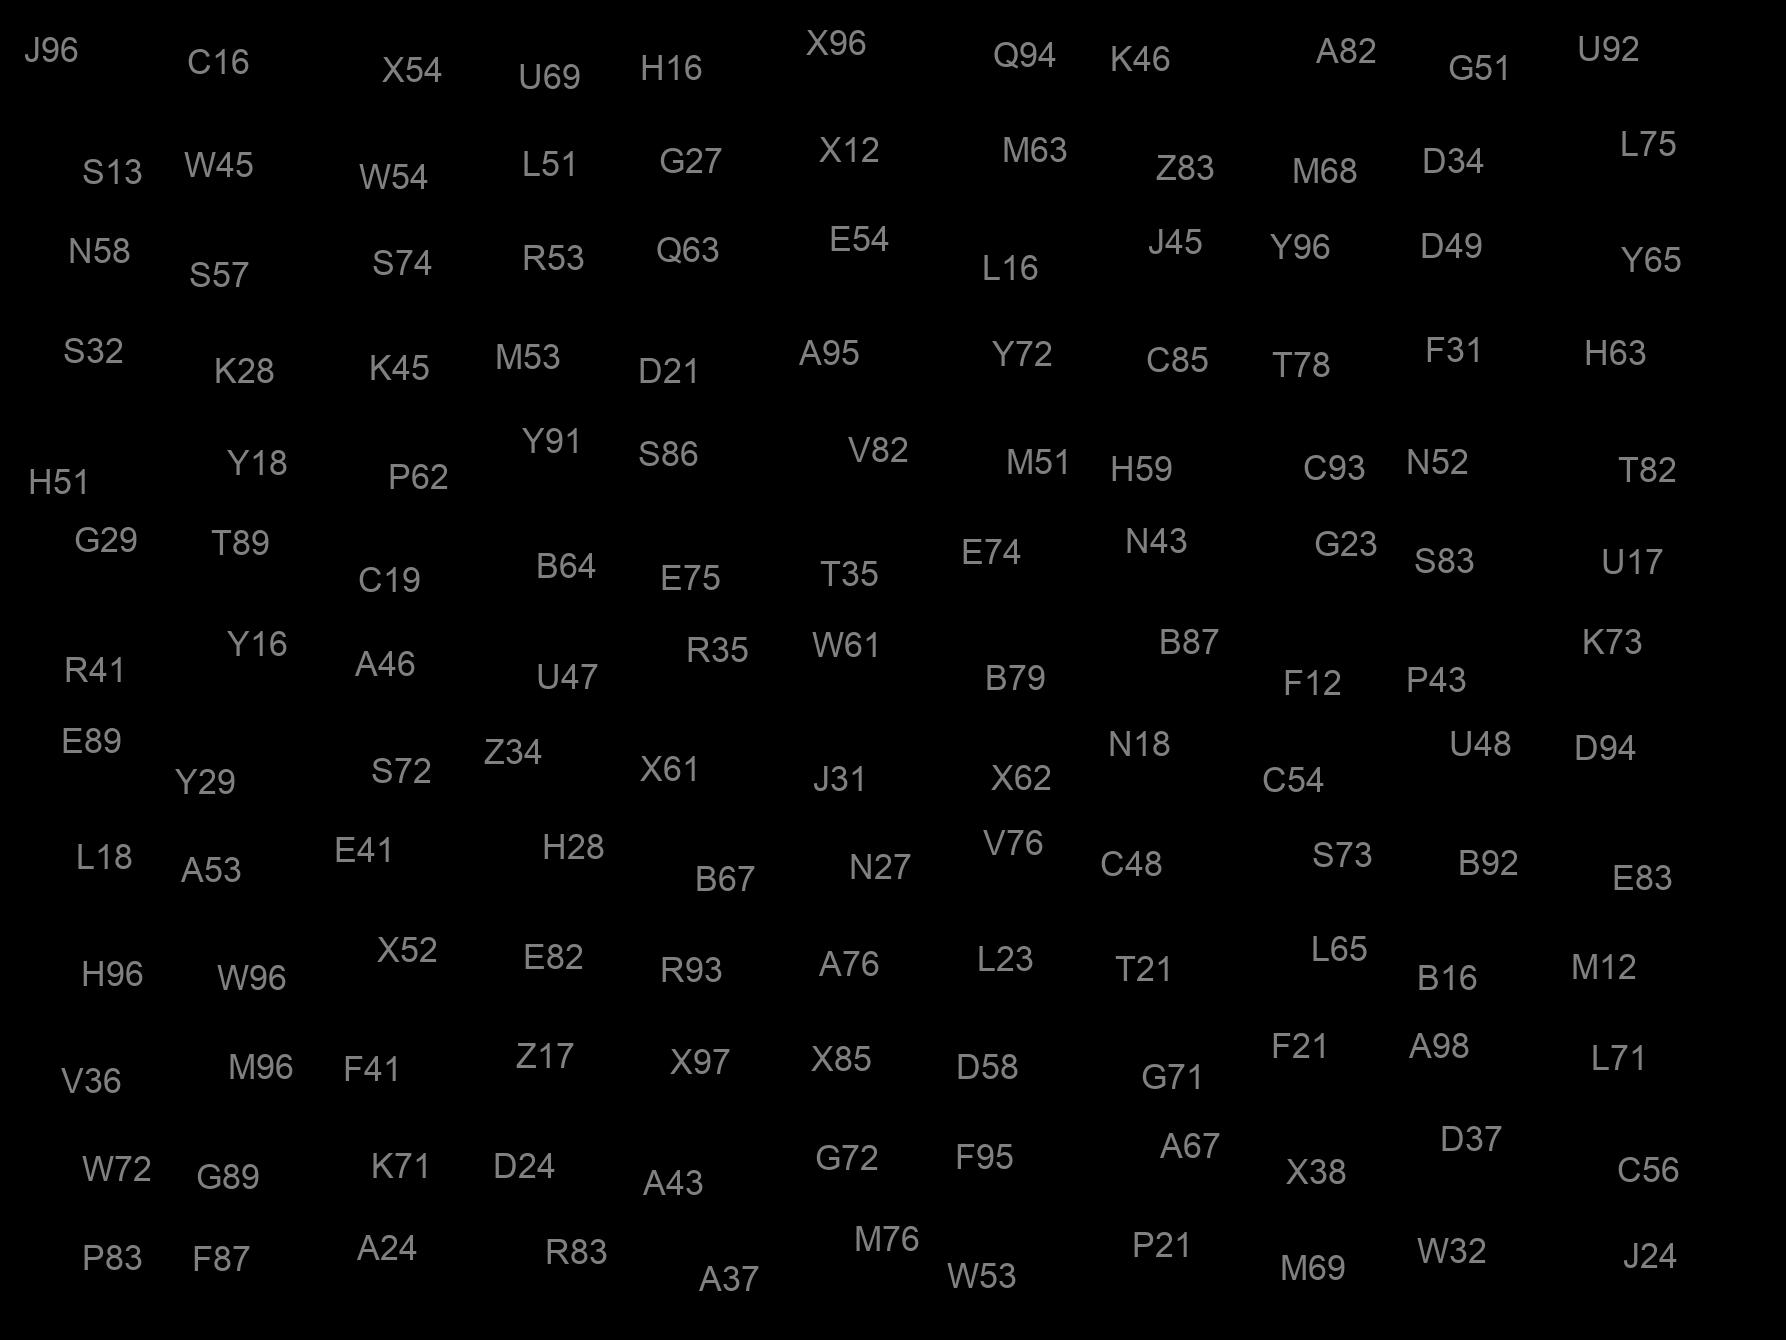 J96 C16 X54 U69 H16 X96 Q94 K46 A82 G51 U92
S13 W45 W54 L51 G27 X12 M63 Z83 M68 D34 L75
N58 S57 S74 R53 Q63 E54 L16 J45 Y96 D49 Y65
S32 K28 K45 M53 D21 A95 Y72 C85 T78 F31 H63
H51 Y18 P62 Y91 S86 V82 M51 H59 C93 N52 T82
G29 T89 C19 B64 E75 T35 E74 N43 G23 S83 U17
R41 Y16 A46 U47 R35 W61 B79 B87 F12 P43 K73
E89 Y29 S72 Z34 X61 J31 X62 N18 C54 U48 D94
L18 A53 E41 H28 B67 N27 V76 C48 S73 B92 E83
H96 W96 X52 E82 R93 A76 L23 T21 L65 B16 M12
V36 M96 F41 Z17 X97 X85 D58 G71 F21 A98 L71
W72 G89 K71 D24 A43 G72 F95 A67 X38 D37 C56
P83 F87 A24 R83 A37 M76 W53 P21 M69 W32 J24